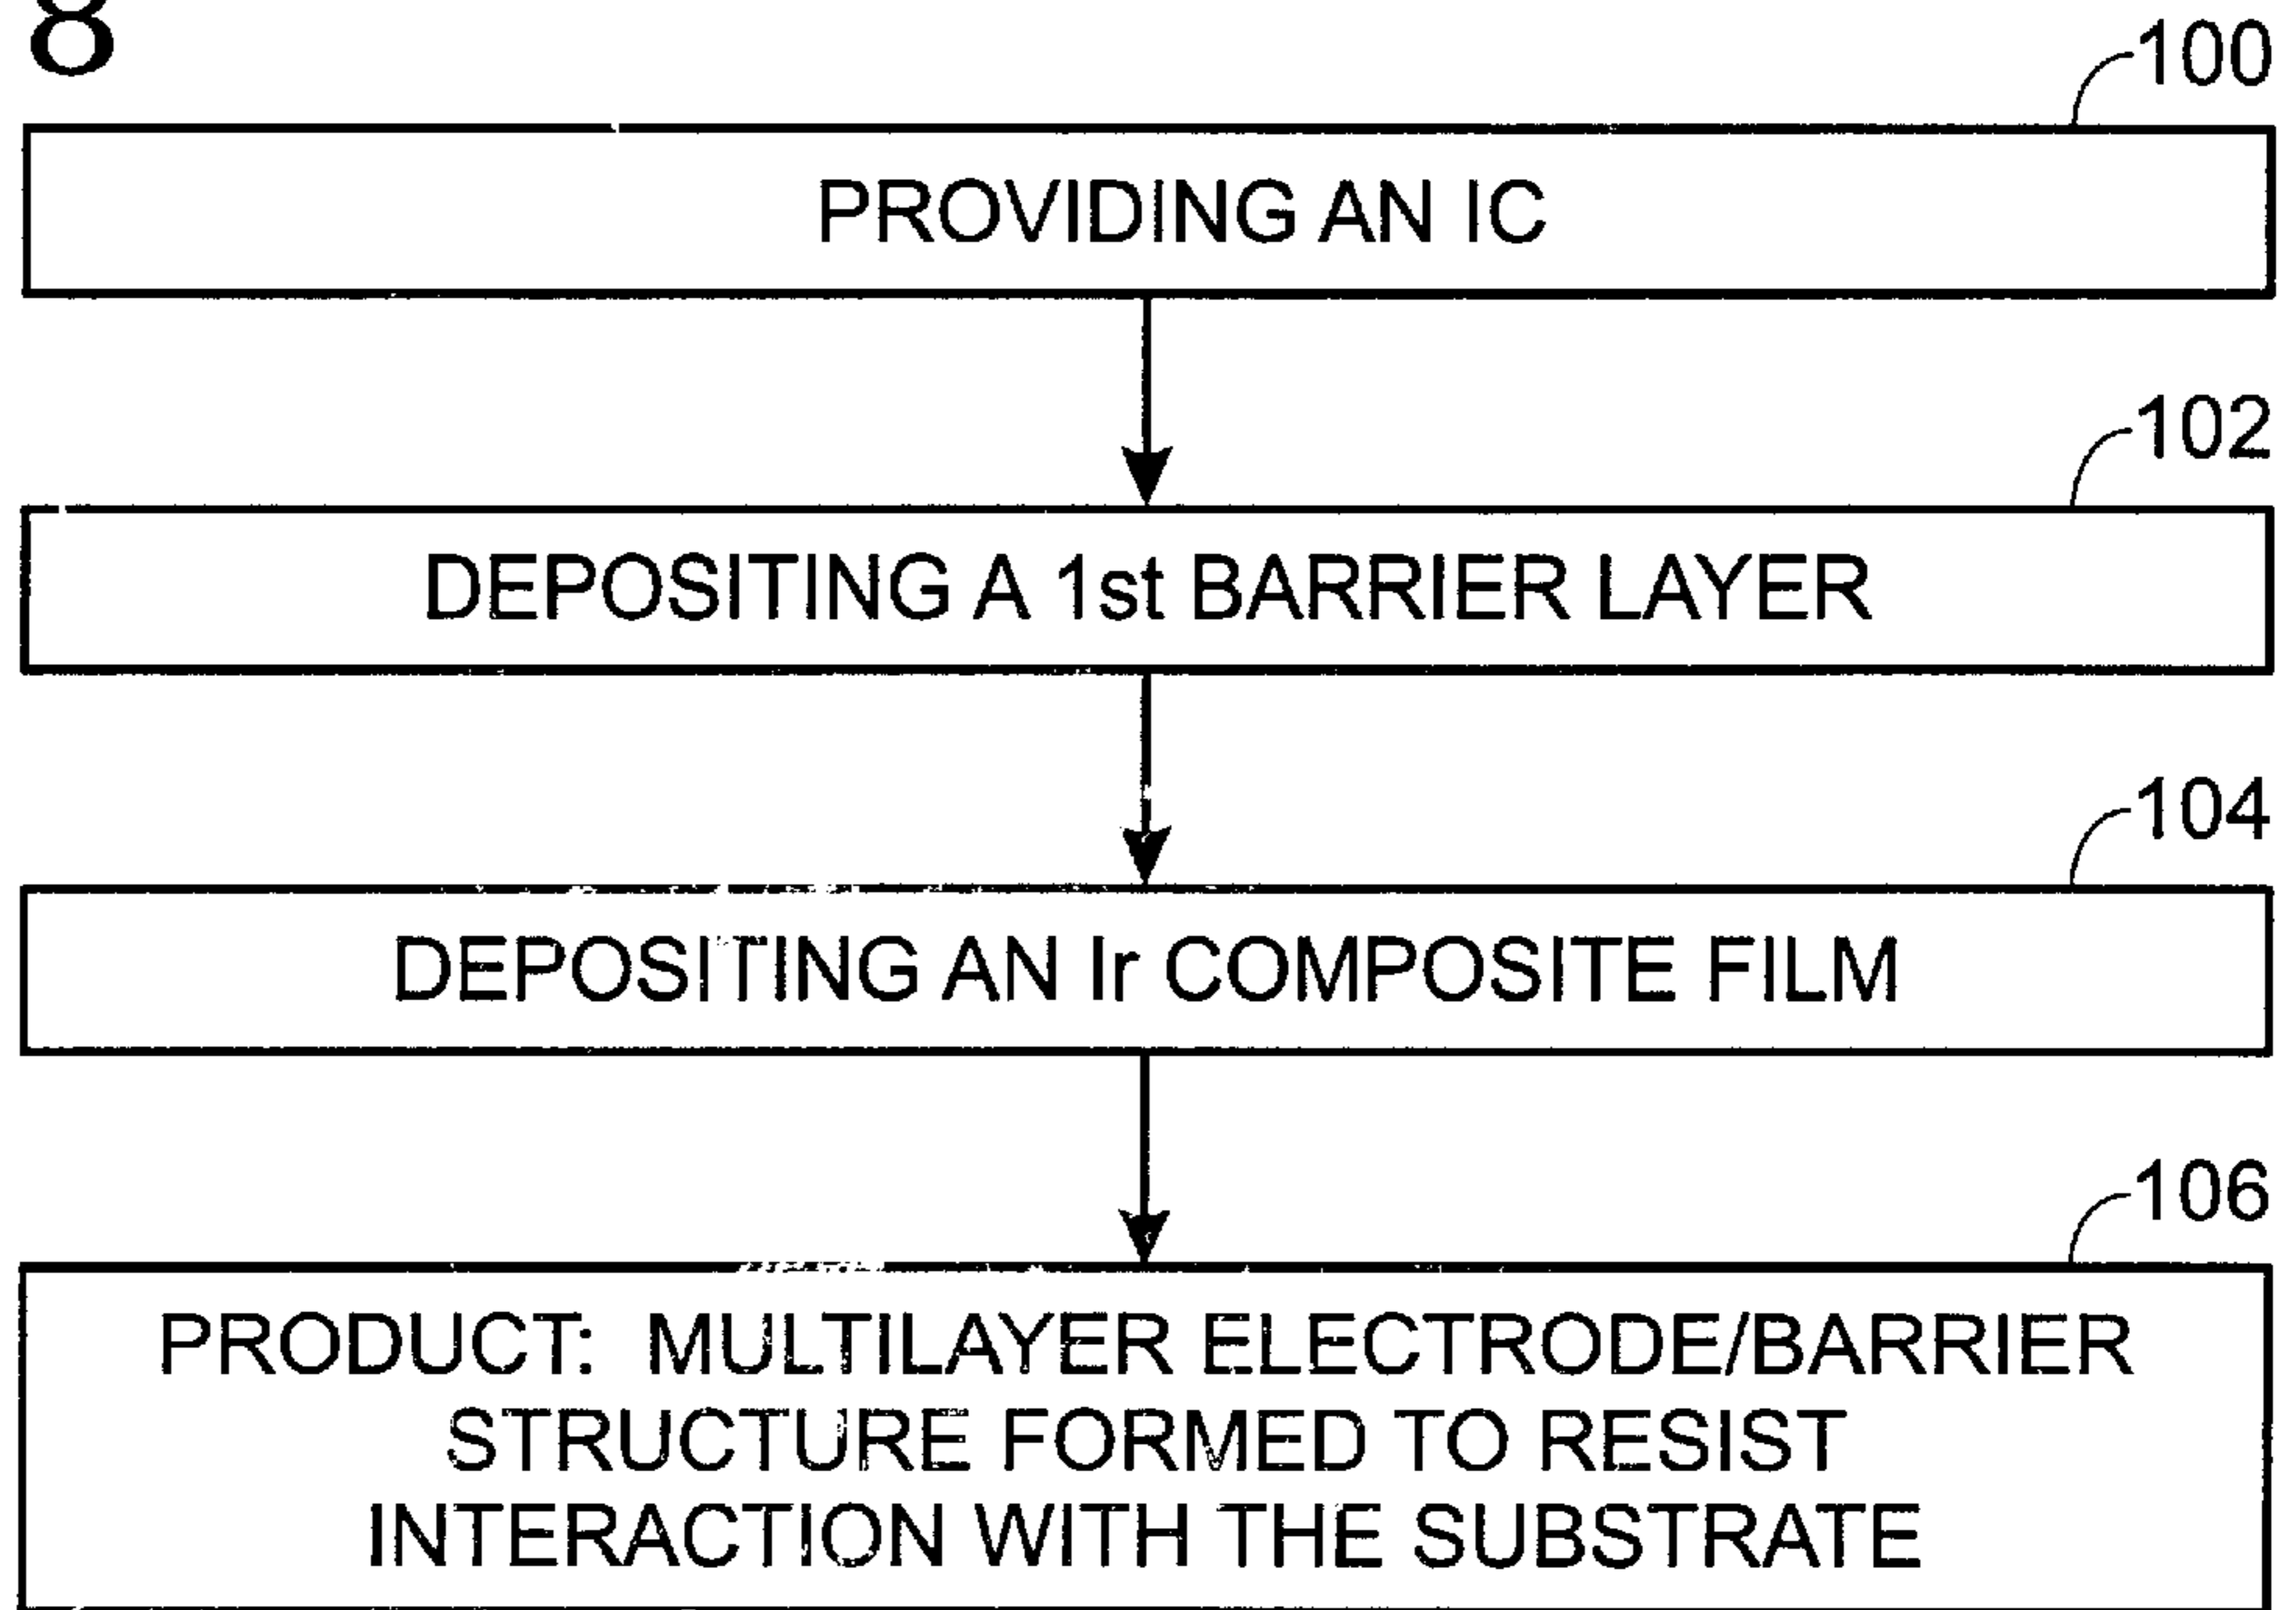 8
100
PROVIDING AN IC
102
DEPOSITING A 1st BARRIER LAYER
104
DEPOSITING AN Ir COMPOSITE FILM
106
PRODUCT: MULTILAYER ELECTRODE/BARRIER
STRUCTURE FORMED TO RESIST
INTERACTION WITH THE SUBSTRATE